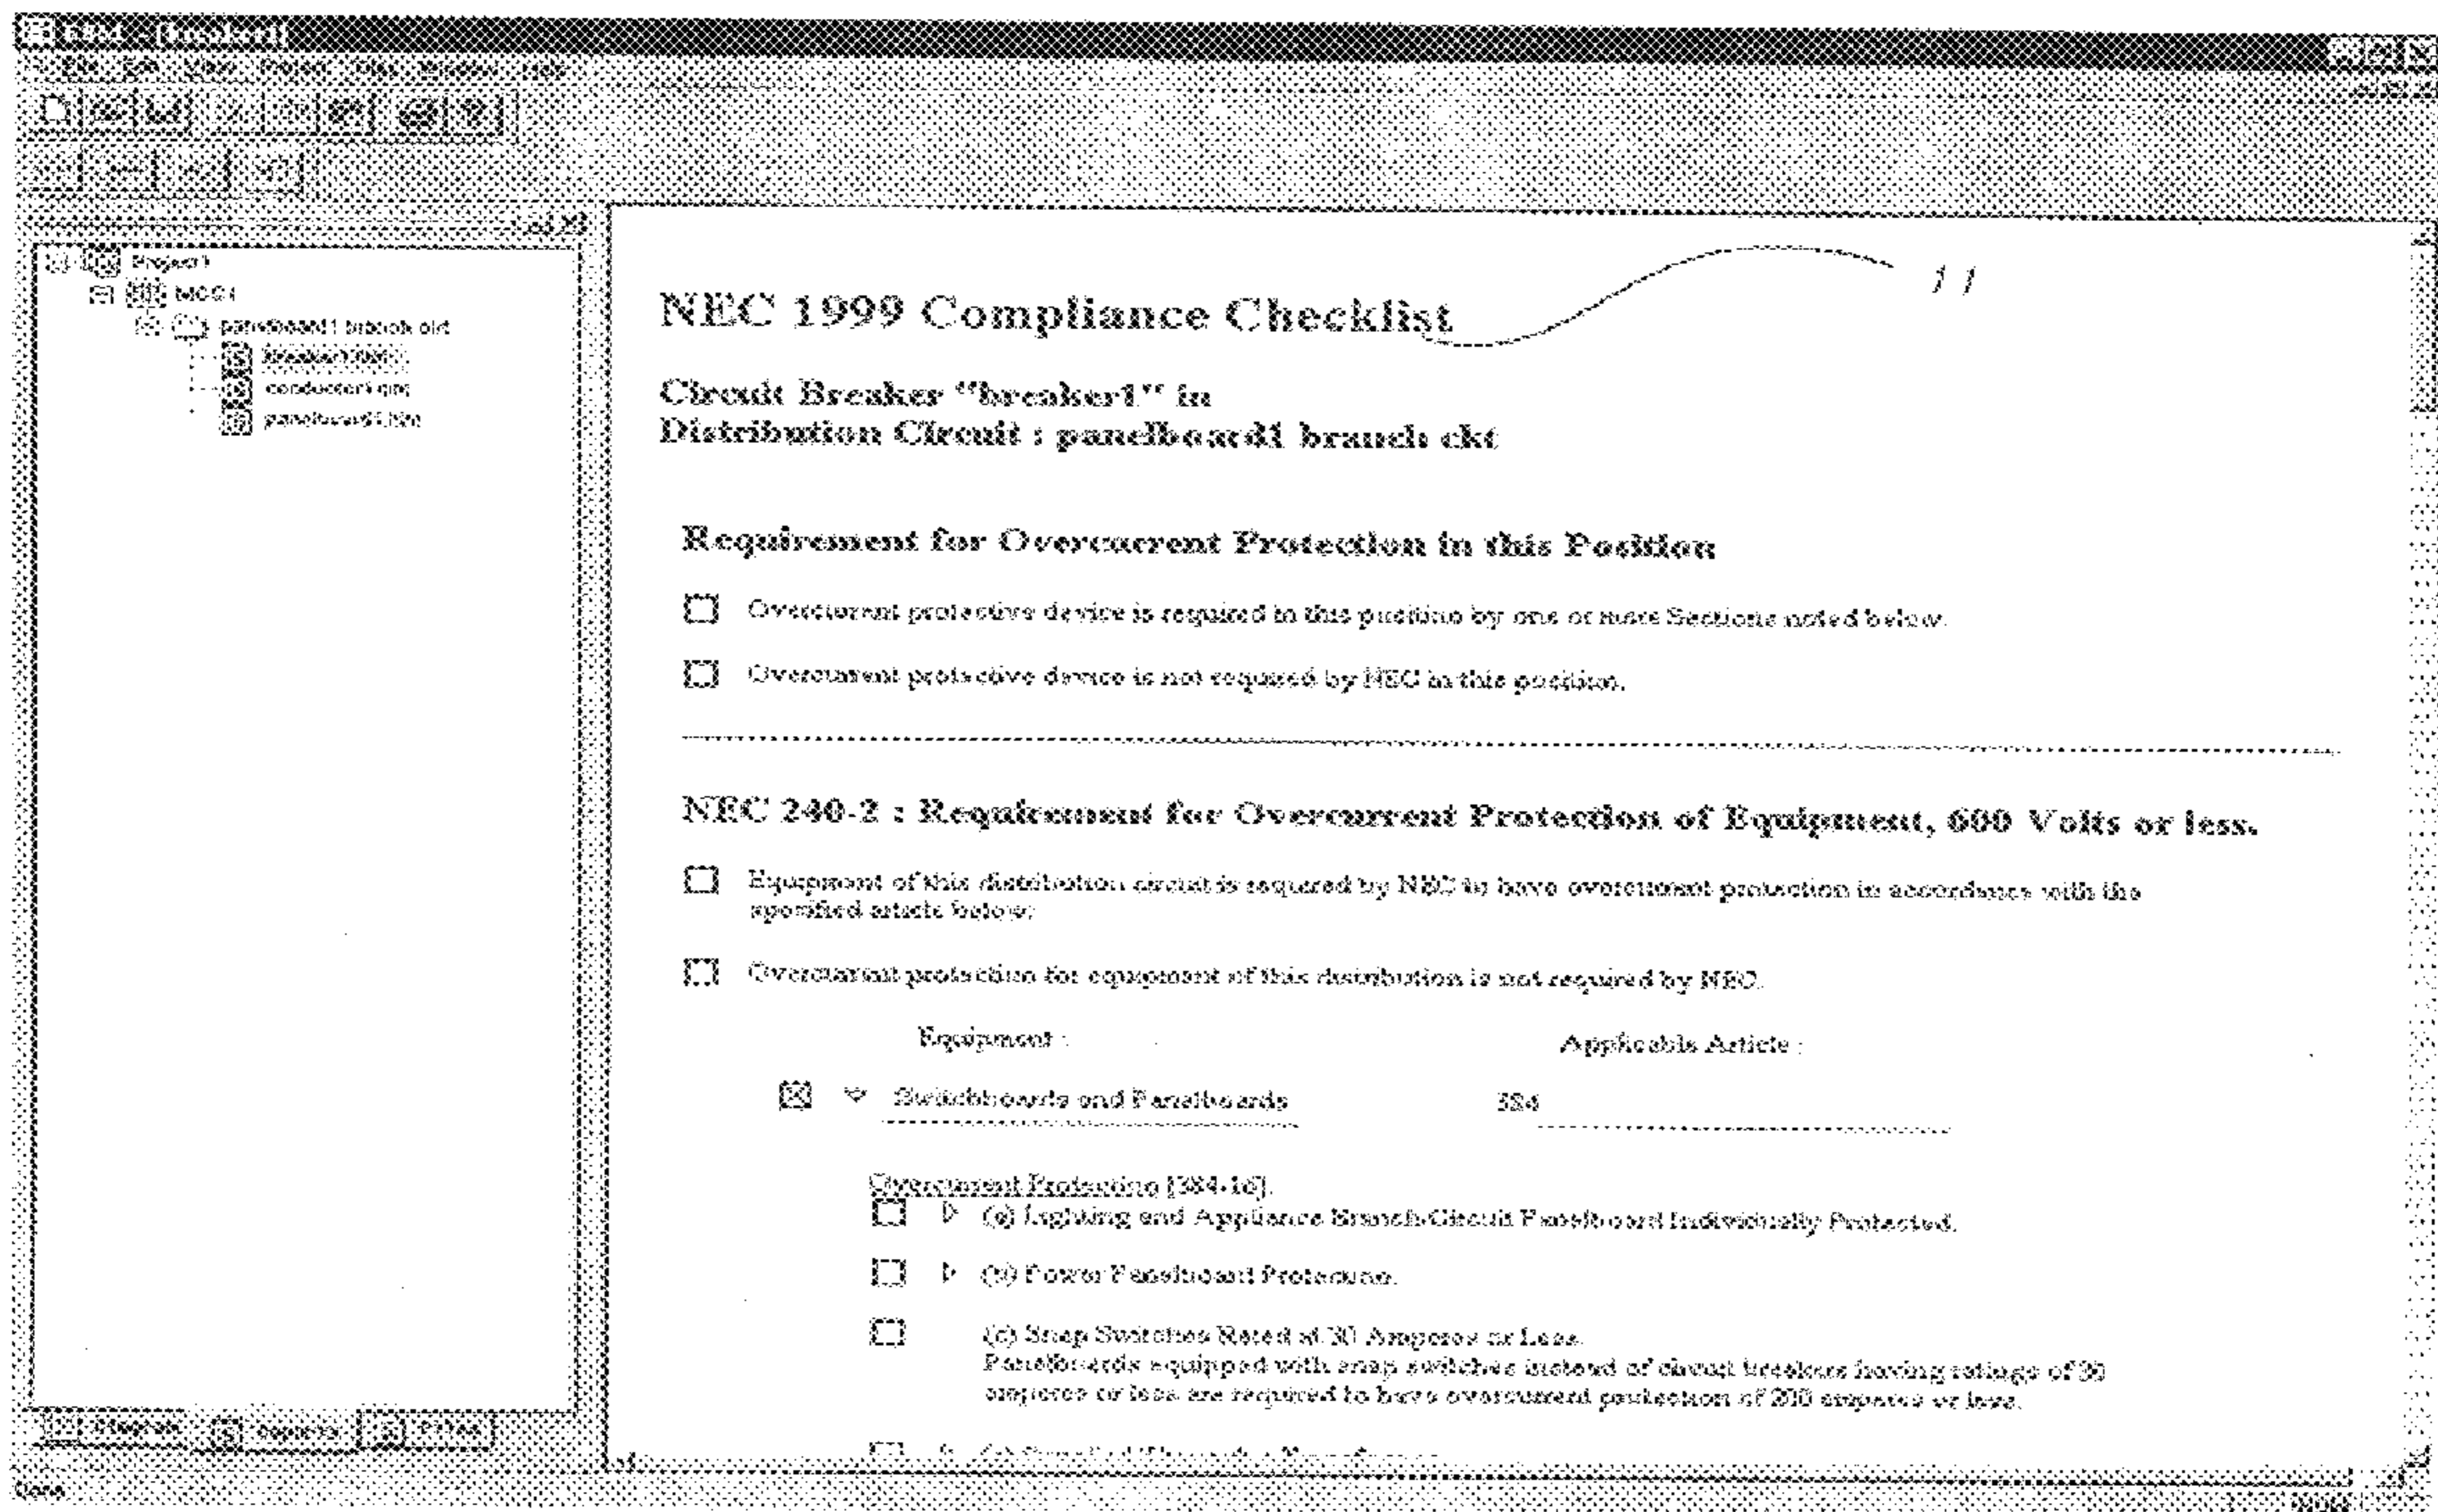 [breaker1]
Project1
MCC1
panelboard1 branch ckt
breaker1.htm
conductor1
panelboard1.htm
11
NEC 1999 Compliance Checklist
Circuit Breaker "breaker1" in
Distribution Circuit : panelboard1 branch ckt
Requirement for Overcurrent Protection in this Position
Overcurrent protective device is required in this position by one or more Sections noted below.
Overcurrent protective device is not required by NEC in this position.
NEC 240-2 : Requirement for Overcurrent Protection of Equipment, 600 Volts or less.
Equipment of this distribution circuit is required by NEC to have overcurrent protection in accordance with the
specified article below:
Overcurrent protection for equipment of this distribution is not required by NEC.
Equipment :
Applicable Article :
Switchboards and Panelboards
384
Overcurrent Protection [384-16].
(a) Lighting and Appliance Branch-Circuit Panelboard Individually Protected.
(b) Power Panelboard Protection.
(c) Snap Switches Rated at 30 Amperes or Less.
Panelboards equipped with snap switches instead of circuit breakers having ratings of 30
amperes or less are required to have overcurrent protection of 200 amperes or less.
Diagram Reports
Done